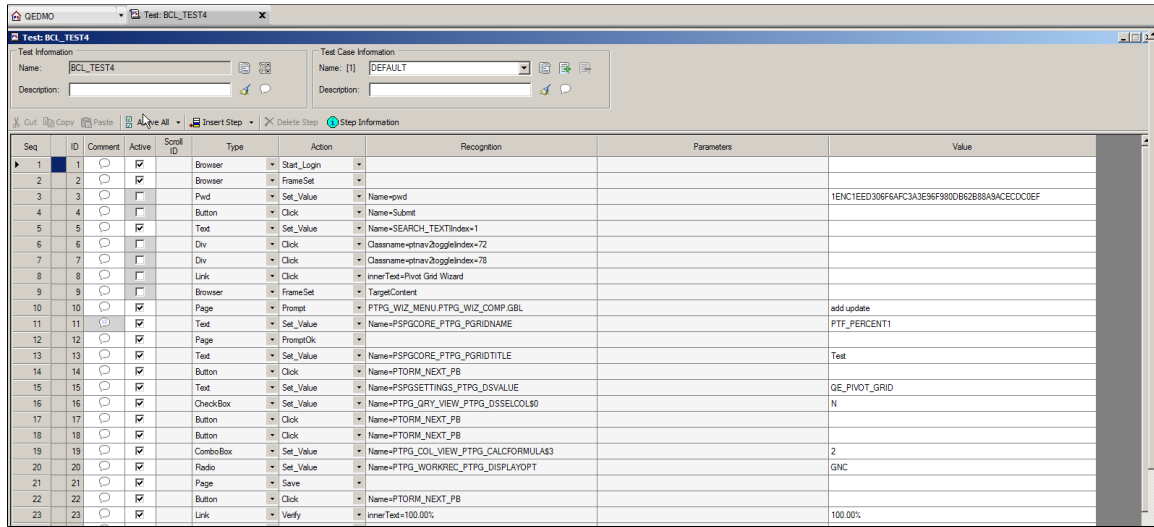 QEDMO Test: BCL_TEST4 x
Test: BCL_TEST4
Test Information Test Case Information
Name: BCL_TEST4 Name: [1] DEFAULT
Description: Description:
Cut Copy Paste Active All Insert Step Delete Step Step Information
Seq ID Comment Active Scroll ID Type Action Recognition Parameters Value
1 1 Browser Start_Login
2 2 Browser FrameSet
3 3 Pwd Set_Value Name=pwd 1ENC1EED306F6AFC3A3E96F980DB62B88A9ACECDC0EF
4 4 Button Click Name=Submit
5 5 Text Set_Value Name=SEARCH_TEXT|Index=1
6 6 Div Click Classname=ptnav2toggle|index=72
7 7 Div Click Classname=ptnav2toggle|index=78
8 8 Link Click innerText=Pivot Grid Wizard
9 9 Browser FrameSet TargetContent
10 10 Page Prompt PTPG_WIZ_MENU.PTPG_WIZ_COMP.GBL add update
11 11 Text Set_Value Name=PSPGCORE_PTPG_PGRIDNAME PTF_PERCENT1
12 12 Page PromptOk
13 13 Text Set_Value Name=PSPGCORE_PTPG_PGRIDTITLE Test
14 14 Button Click Name=PTORM_NEXT_PB
15 15 Text Set_Value Name=PSPGSETTINGS_PTPG_DSVALUE QE_PIVOT_GRID
16 16 CheckBox Set_Value Name=PTPG_QRY_VIEW_PTPG_DSSELCOL$0 N
17 17 Button Click Name=PTORM_NEXT_PB
18 18 Button Click Name=PTORM_NEXT_PB
19 19 ComboBox Set_Value Name=PTPG_COL_VIEW_PTPG_CALCFORMULA$3 2
20 20 Radio Set_Value Name=PTPG_WORKREC_PTPG_DISPLAYOPT GNC
21 21 Page Save
22 22 Button Click Name=PTORM_NEXT_PB
23 23 Link Verify innerText=100.00% 100.00%